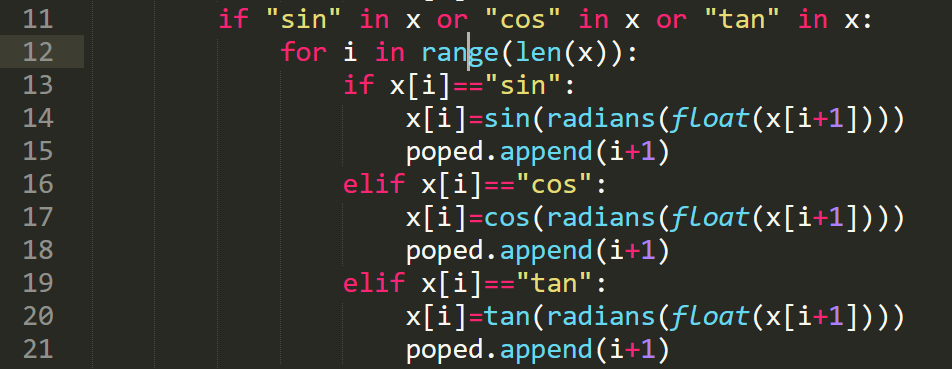 11 if "sin" in x or "cos" in x or "tan" in x:
12 for i in range(len(x)):
13 if x[i]=="sin":
14 x[i]=sin(radians(float(x[i+1])))
15 poped.append(i+1)
16 elif x[i]=="cos":
17 x[i]=cos(radians(float(x[i+1])))
18 poped.append(i+1)
19 elif x[i]=="tan":
20 x[i]=tan(radians(float(x[i+1])))
21 poped.append(i+1)